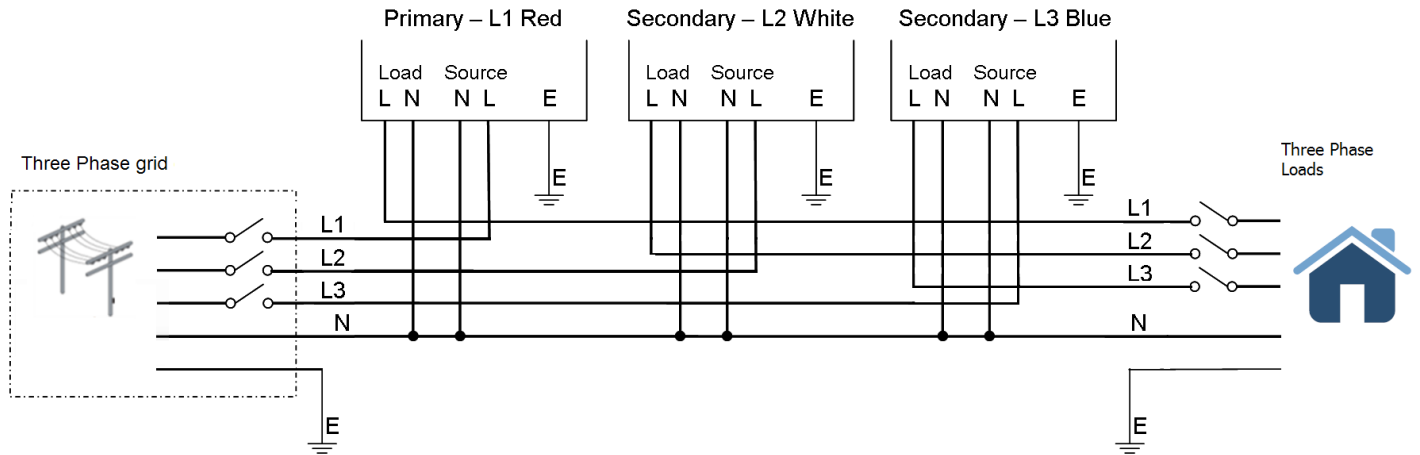 Primary – L1 Red
Secondary – L2 White
Secondary – L3 Blue
Load Source
L N N L E
Load Source
L N N L E
Load Source
L N N L E
E
E
E
Three Phase grid
Three Phase
Loads
L1
L2
L3
N
L1
L2
L3
N
E
E